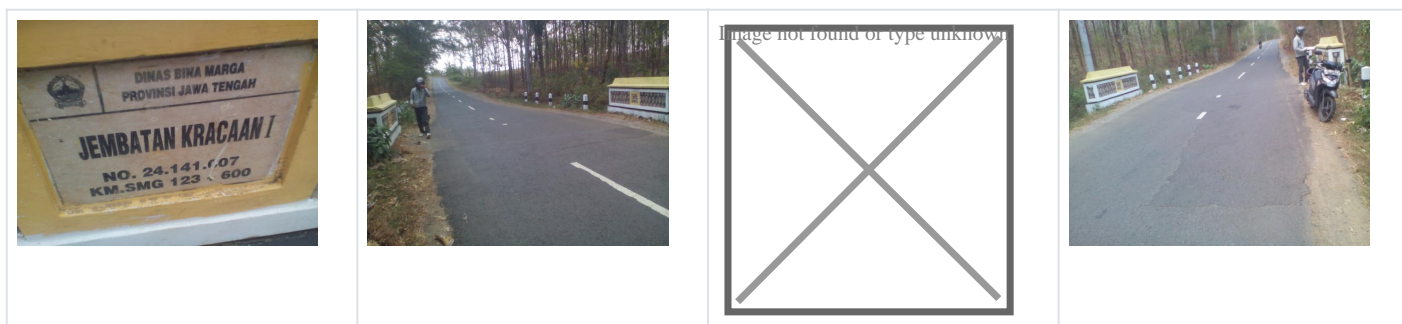 DINAS BINA MARGA
PROVINSI JAWA TENGAH
JEMBATAN KRACAAN I
NO. 24.141.007
KM.SMG 123 + 600
Image not found or type unknown